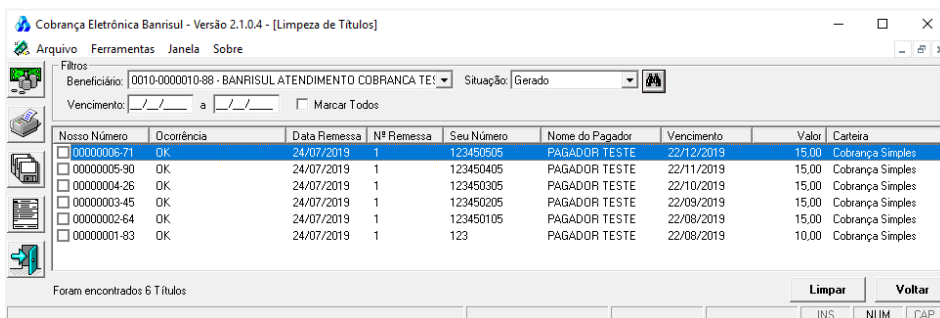 Cobrança Eletrônica Banrisul - Versão 2.1.0.4 - [Limpeza de Títulos]
Arquivo Ferramentas Janela Sobre
Filtros
Beneficiário: 0010-0000010-88 - BANRISUL ATENDIMENTO COBRANCA TES Situação: Gerado
Vencimento: __/__/____ a __/__/____ Marcar Todos
Nosso Número Ocorrência Data Remessa Nº Remessa Seu Número Nome do Pagador Vencimento Valor Carteira
00000006-71 OK 24/07/2019 1 123450505 PAGADOR TESTE 22/12/2019 15,00 Cobrança Simples
00000005-90 OK 24/07/2019 1 123450405 PAGADOR TESTE 22/11/2019 15,00 Cobrança Simples
00000004-26 OK 24/07/2019 1 123450305 PAGADOR TESTE 22/10/2019 15,00 Cobrança Simples
00000003-45 OK 24/07/2019 1 123450205 PAGADOR TESTE 22/09/2019 15,00 Cobrança Simples
00000002-64 OK 24/07/2019 1 123450105 PAGADOR TESTE 22/08/2019 15,00 Cobrança Simples
00000001-83 OK 24/07/2019 1 123 PAGADOR TESTE 22/08/2019 10,00 Cobrança Simples
Foram encontrados 6 Títulos
Limpar Voltar
INS NUM CAP